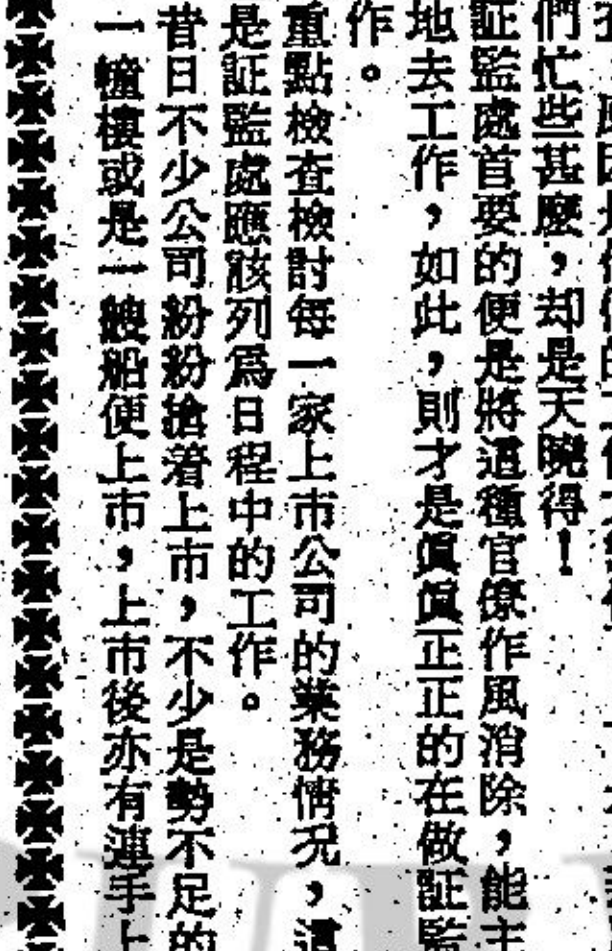 們忙些甚麼，却是天曉得！
証監處首要的便是將這種官僚作風消除，能主
地去工作，如此，則才是眞眞正正的在做証監
作。
重點檢查檢討每一家上市公司的業務情况，這
是証監處應該列爲日程中的工作。
昔日不少公司紛紛搶着上市，不少是勢不足的
一幢樓或是一艘船便上市，上市後亦有連手上